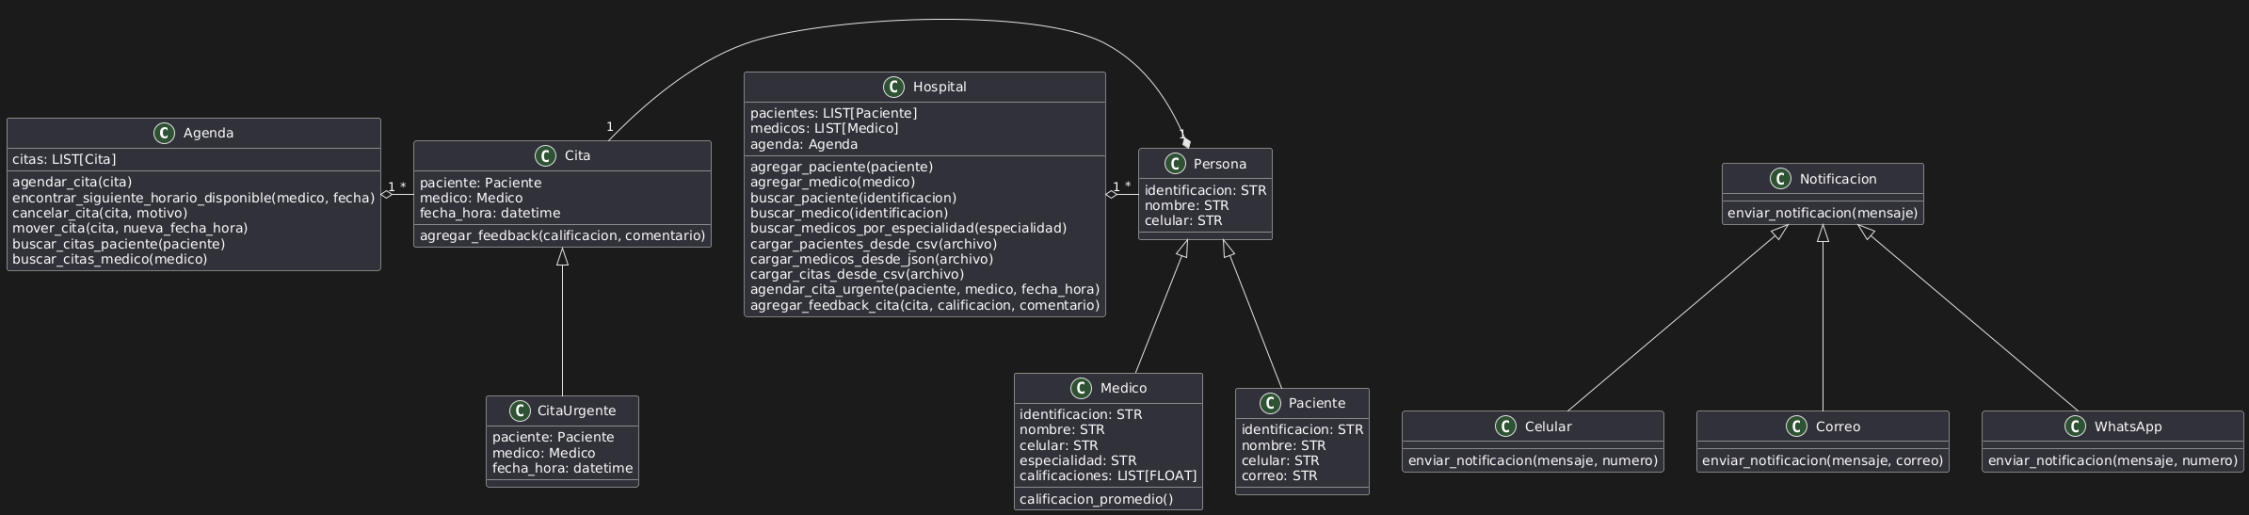 C Agenda
citas: LIST[Cita]
agendar_cita(cita)
encontrar_siguiente_horario_disponible(medico, fecha)
cancelar_cita(cita, motivo)
mover_cita(cita, nueva_fecha_hora)
buscar_citas_paciente(paciente)
buscar_citas_medico(medico)
1 *
1
C Cita
paciente: Paciente
medico: Medico
fecha_hora: datetime
agregar_feedback(calificacion, comentario)
C CitaUrgente
paciente: Paciente
medico: Medico
fecha_hora: datetime
C Hospital
pacientes: LIST[Paciente]
medicos: LIST[Medico]
agenda: Agenda
agregar_paciente(paciente)
agregar_medico(medico)
buscar_paciente(identificacion)
buscar_medico(identificacion)
buscar_medicos_por_especialidad(especialidad)
cargar_pacientes_desde_csv(archivo)
cargar_medicos_desde_json(archivo)
cargar_citas_desde_csv(archivo)
agendar_cita_urgente(paciente, medico, fecha_hora)
agregar_feedback_cita(cita, calificacion, comentario)
1 *
1
C Persona
identificacion: STR
nombre: STR
celular: STR
C Medico
identificacion: STR
nombre: STR
celular: STR
especialidad: STR
calificaciones: LIST[FLOAT]
calificacion_promedio()
C Paciente
identificacion: STR
nombre: STR
celular: STR
correo: STR
C Notificacion
enviar_notificacion(mensaje)
C Celular
enviar_notificacion(mensaje, numero)
C Correo
enviar_notificacion(mensaje, correo)
C WhatsApp
enviar_notificacion(mensaje, numero)